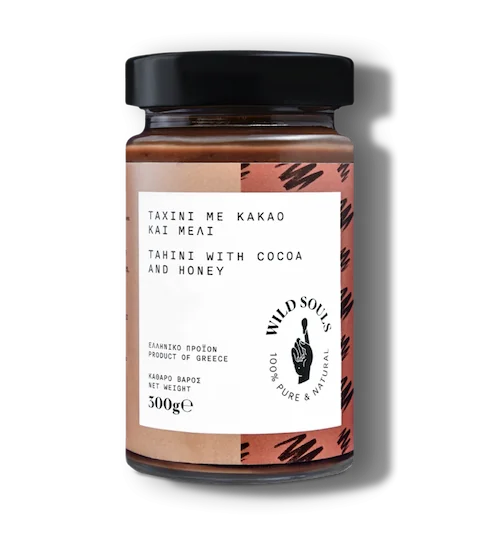 ΤΑΧΙΝΙ ΜΕ ΚΑΚΑΟ
ΚΑΙ ΜΕΛΙ
TAHINI WITH COCOA
AND HONEY
WILD SOULS
100% PURE & NATURAL
ΕΛΛΗΝΙΚΟ ΠΡΟΪΟΝ
PRODUCT OF GREECE
ΚΑΘΑΡΟ ΒΑΡΟΣ
NET WEIGHT
300g℮